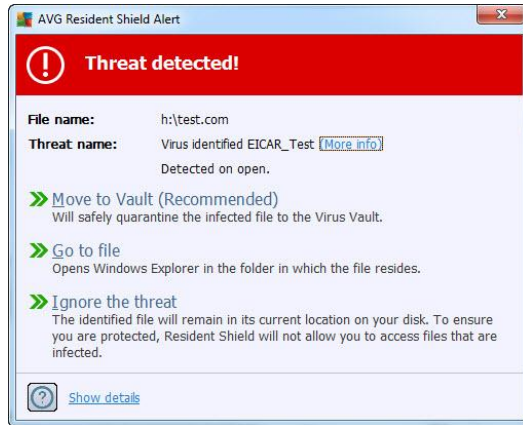 AVG Resident Shield Alert
Threat detected!
File name: h:\test.com
Threat name: Virus identified EICAR_Test (More info)
Detected on open.
Move to Vault (Recommended)
Will safely quarantine the infected file to the Virus Vault.
Go to file
Opens Windows Explorer in the folder in which the file resides.
Ignore the threat
The identified file will remain in its current location on your disk. To ensure
you are protected, Resident Shield will not allow you to access files that are
infected.
Show details